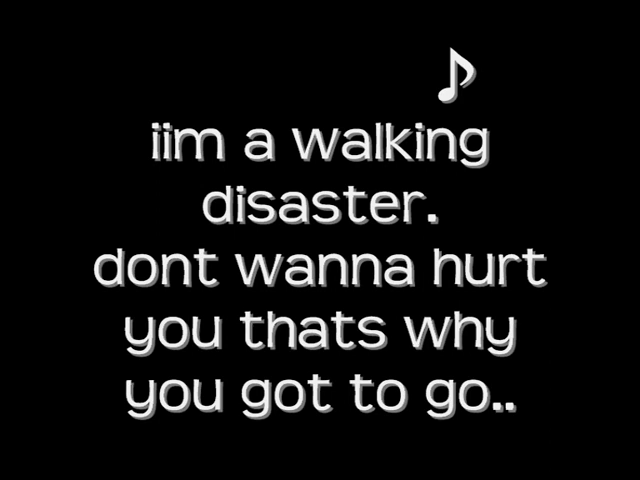 ♪
iim a walking
disaster.
dont wanna hurt
you thats why
you got to go..